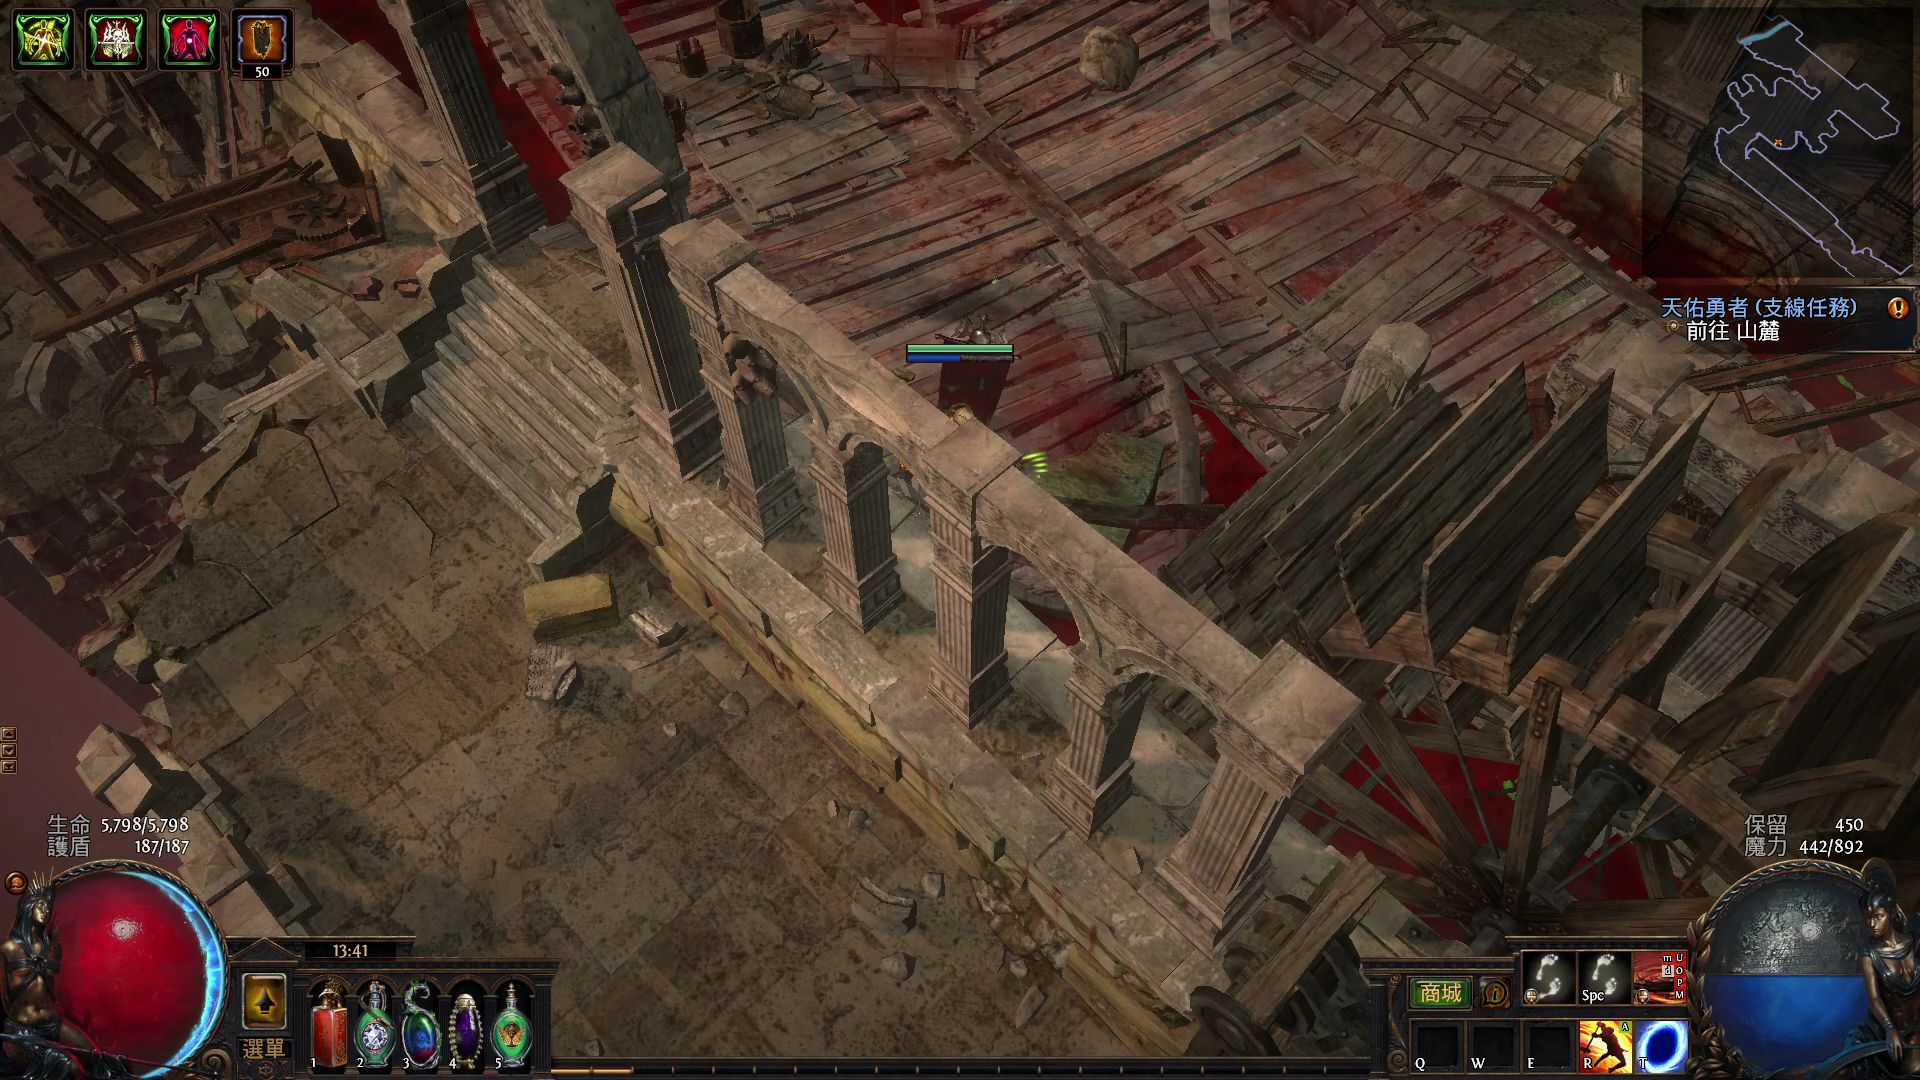 50
天佑勇者 (支線任務)
前往 山麓
生命 5,798/5,798
護盾 187/187
保留 450
魔力 442/892
13:41
選單
1
2
3
4
5
商城
Spc
m U
d O
P
M
Q
W
E
R
A
T